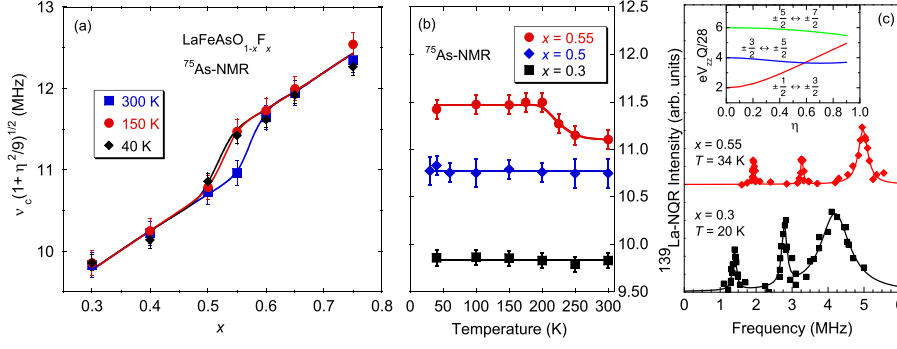 (a)
LaFeAsO1-xFx
75As-NMR
300 K
150 K
40 K
νc(1+ η2/9)1/2 (MHz)
13
12
11
10
9
0.3 0.4 0.5 0.6 0.7 0.8
x
(b)
75As-NMR
x = 0.55
x = 0.5
x = 0.3
12.5
12.0
11.5
11.0
10.5
10.0
9.50
0 50 100 150 200 250 300
Temperature (K)
(c)
±5/2 ↔ ±7/2
±3/2 ↔ ±5/2
±1/2 ↔ ±3/2
eVzzQ/28
6
4
2
0.0 0.2 0.4 0.6 0.8 1.0
η
x = 0.55
T = 34 K
x = 0.3
T = 20 K
139La-NQR Intensity (arb. units)
0 1 2 3 4 5 6
Frequency (MHz)